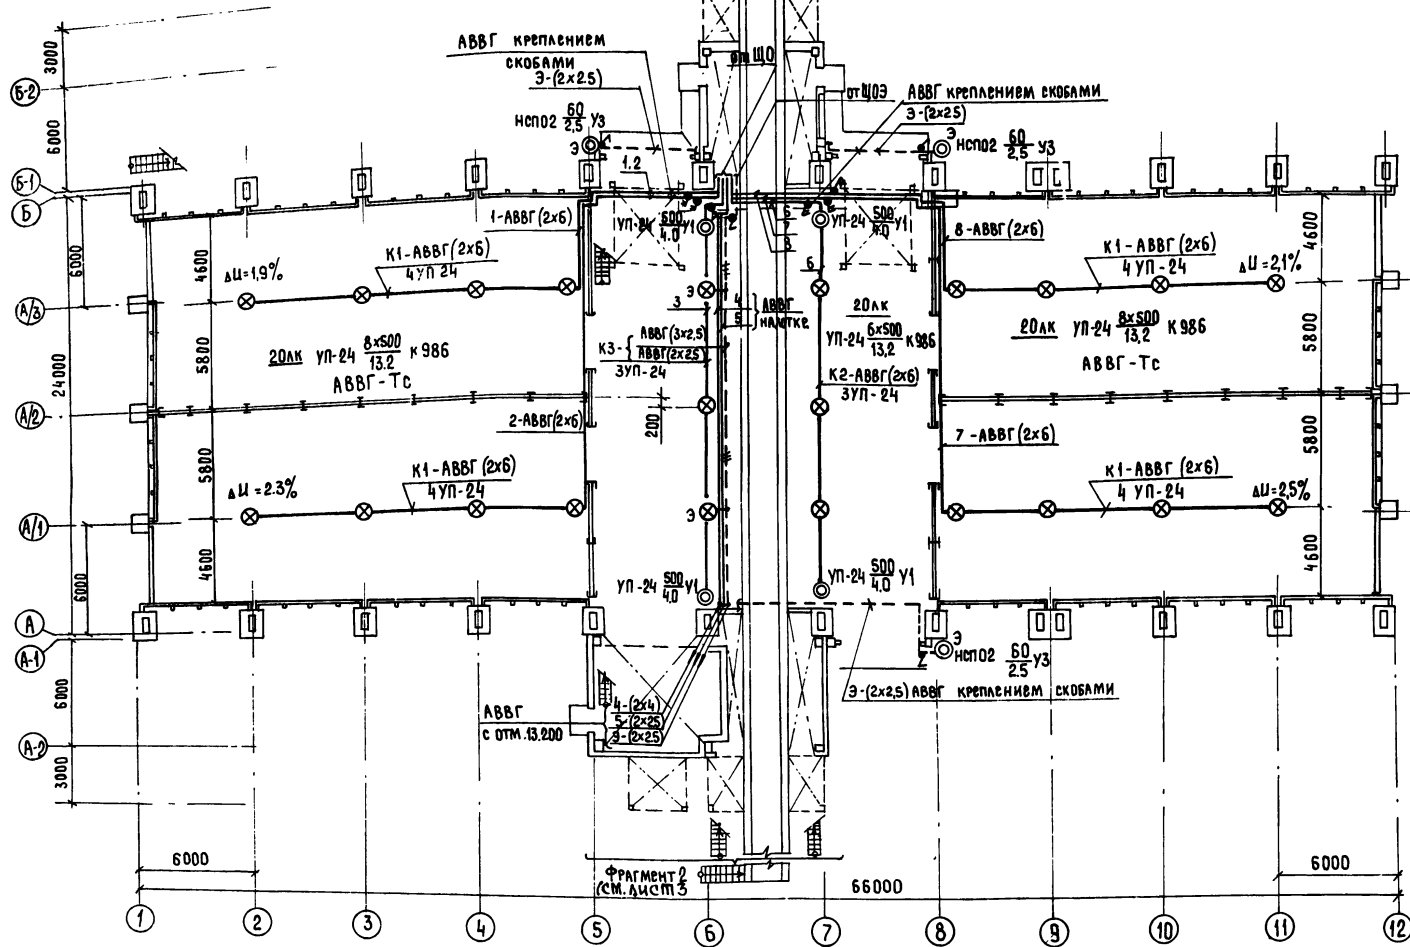 3000
Б-2
6000
Б-1
Б
АВВГ КРЕПЛЕНИЕМ
СКОБАМИ
Э-(2х2.5)
НСП02 60/2,5 У3
Э
1.2
от ЩО
от ЩОЭ
АВВГ КРЕПЛЕНИЕМ СКОБАМИ
Э-(2х25)
Э
НСП02 60/2,5 У3
6000
4600
ΔU=1,9%
К1-АВВГ(2х6)
4УП 24
1-АВВГ(2х6)
УП-24 500/4.0 У1
2
6
7
8
УП-24 500/4.0 У1
6
8-АВВГ(2х6)
К1-АВВГ(2х6)
4УП-24
ΔU=2,1%
4600
А/3
24000
5800
20лк УП-24 8х500/13.2 К986
АВВГ-Тс
3
Э
4
5
АВВГ
НА ЛОТКЕ
К3-
АВВГ(3х2,5)
АВВГ(2х2,5)
3УП-24
20лк
УП-24 6х500/13,2 К986
К2-АВВГ(2х6)
3УП-24
20лк УП-24 8х500/13,2 К986
АВВГ-Тс
5800
А/2
2-АВВГ(2х6)
200
7-АВВГ(2х6)
5800
ΔU=2.3%
К1-АВВГ(2х6)
4УП-24
Э
К1-АВВГ(2х6)
4 УП-24
ΔU=2,5%
5800
А/1
6000
4600
УП-24 500/4.0 У1
УП-24 500/4.0 У1
4600
А
А-1
6000
Э
НСП02 60/2.5 У3
Э-(2х2,5) АВВГ КРЕПЛЕНИЕМ СКОБАМИ
АВВГ
С ОТМ.13.200
4-(2х4)
5-(2х25)
Э-(2х2.5)
А-2
3000
6000
ФРАГМЕНТ 2
(СМ. ЛИСТ 3
66000
6000
1 2 3 4 5 6 7 8 9 10 11 12